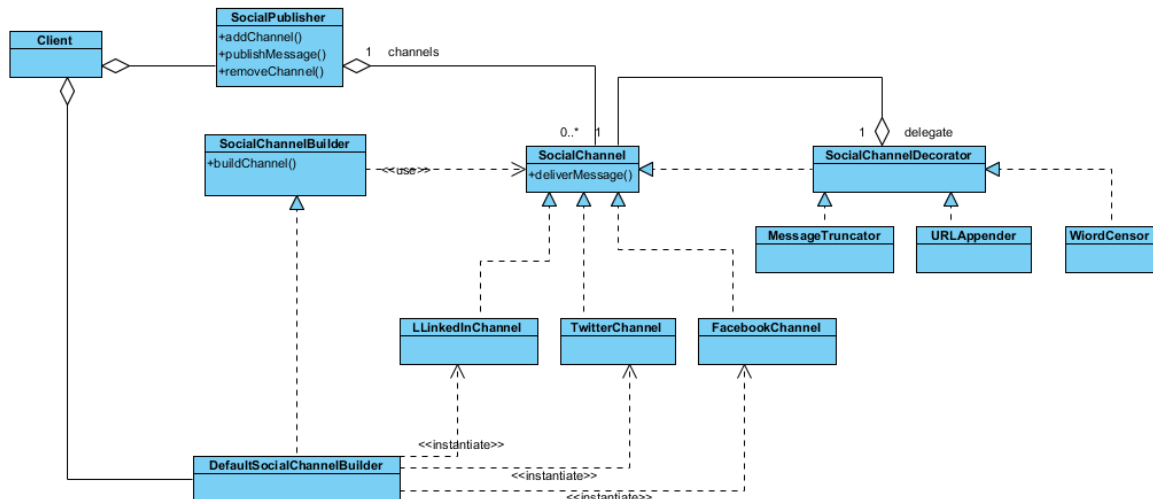 SocialPublisher
+addChannel()
+publishMessage()
+removeChannel()
Client
1 channels
0..* 1
1 delegate
SocialChannelBuilder
+buildChannel()
<<use>>
SocialChannel
+deliverMessage()
SocialChannelDecorator
MessageTruncator
URLAppender
WiordCensor
LLinkedInChannel
TwitterChannel
FacebookChannel
<<instantiate>>
DefaultSocialChannelBuilder
<<instantiate>>
<<instantiate>>